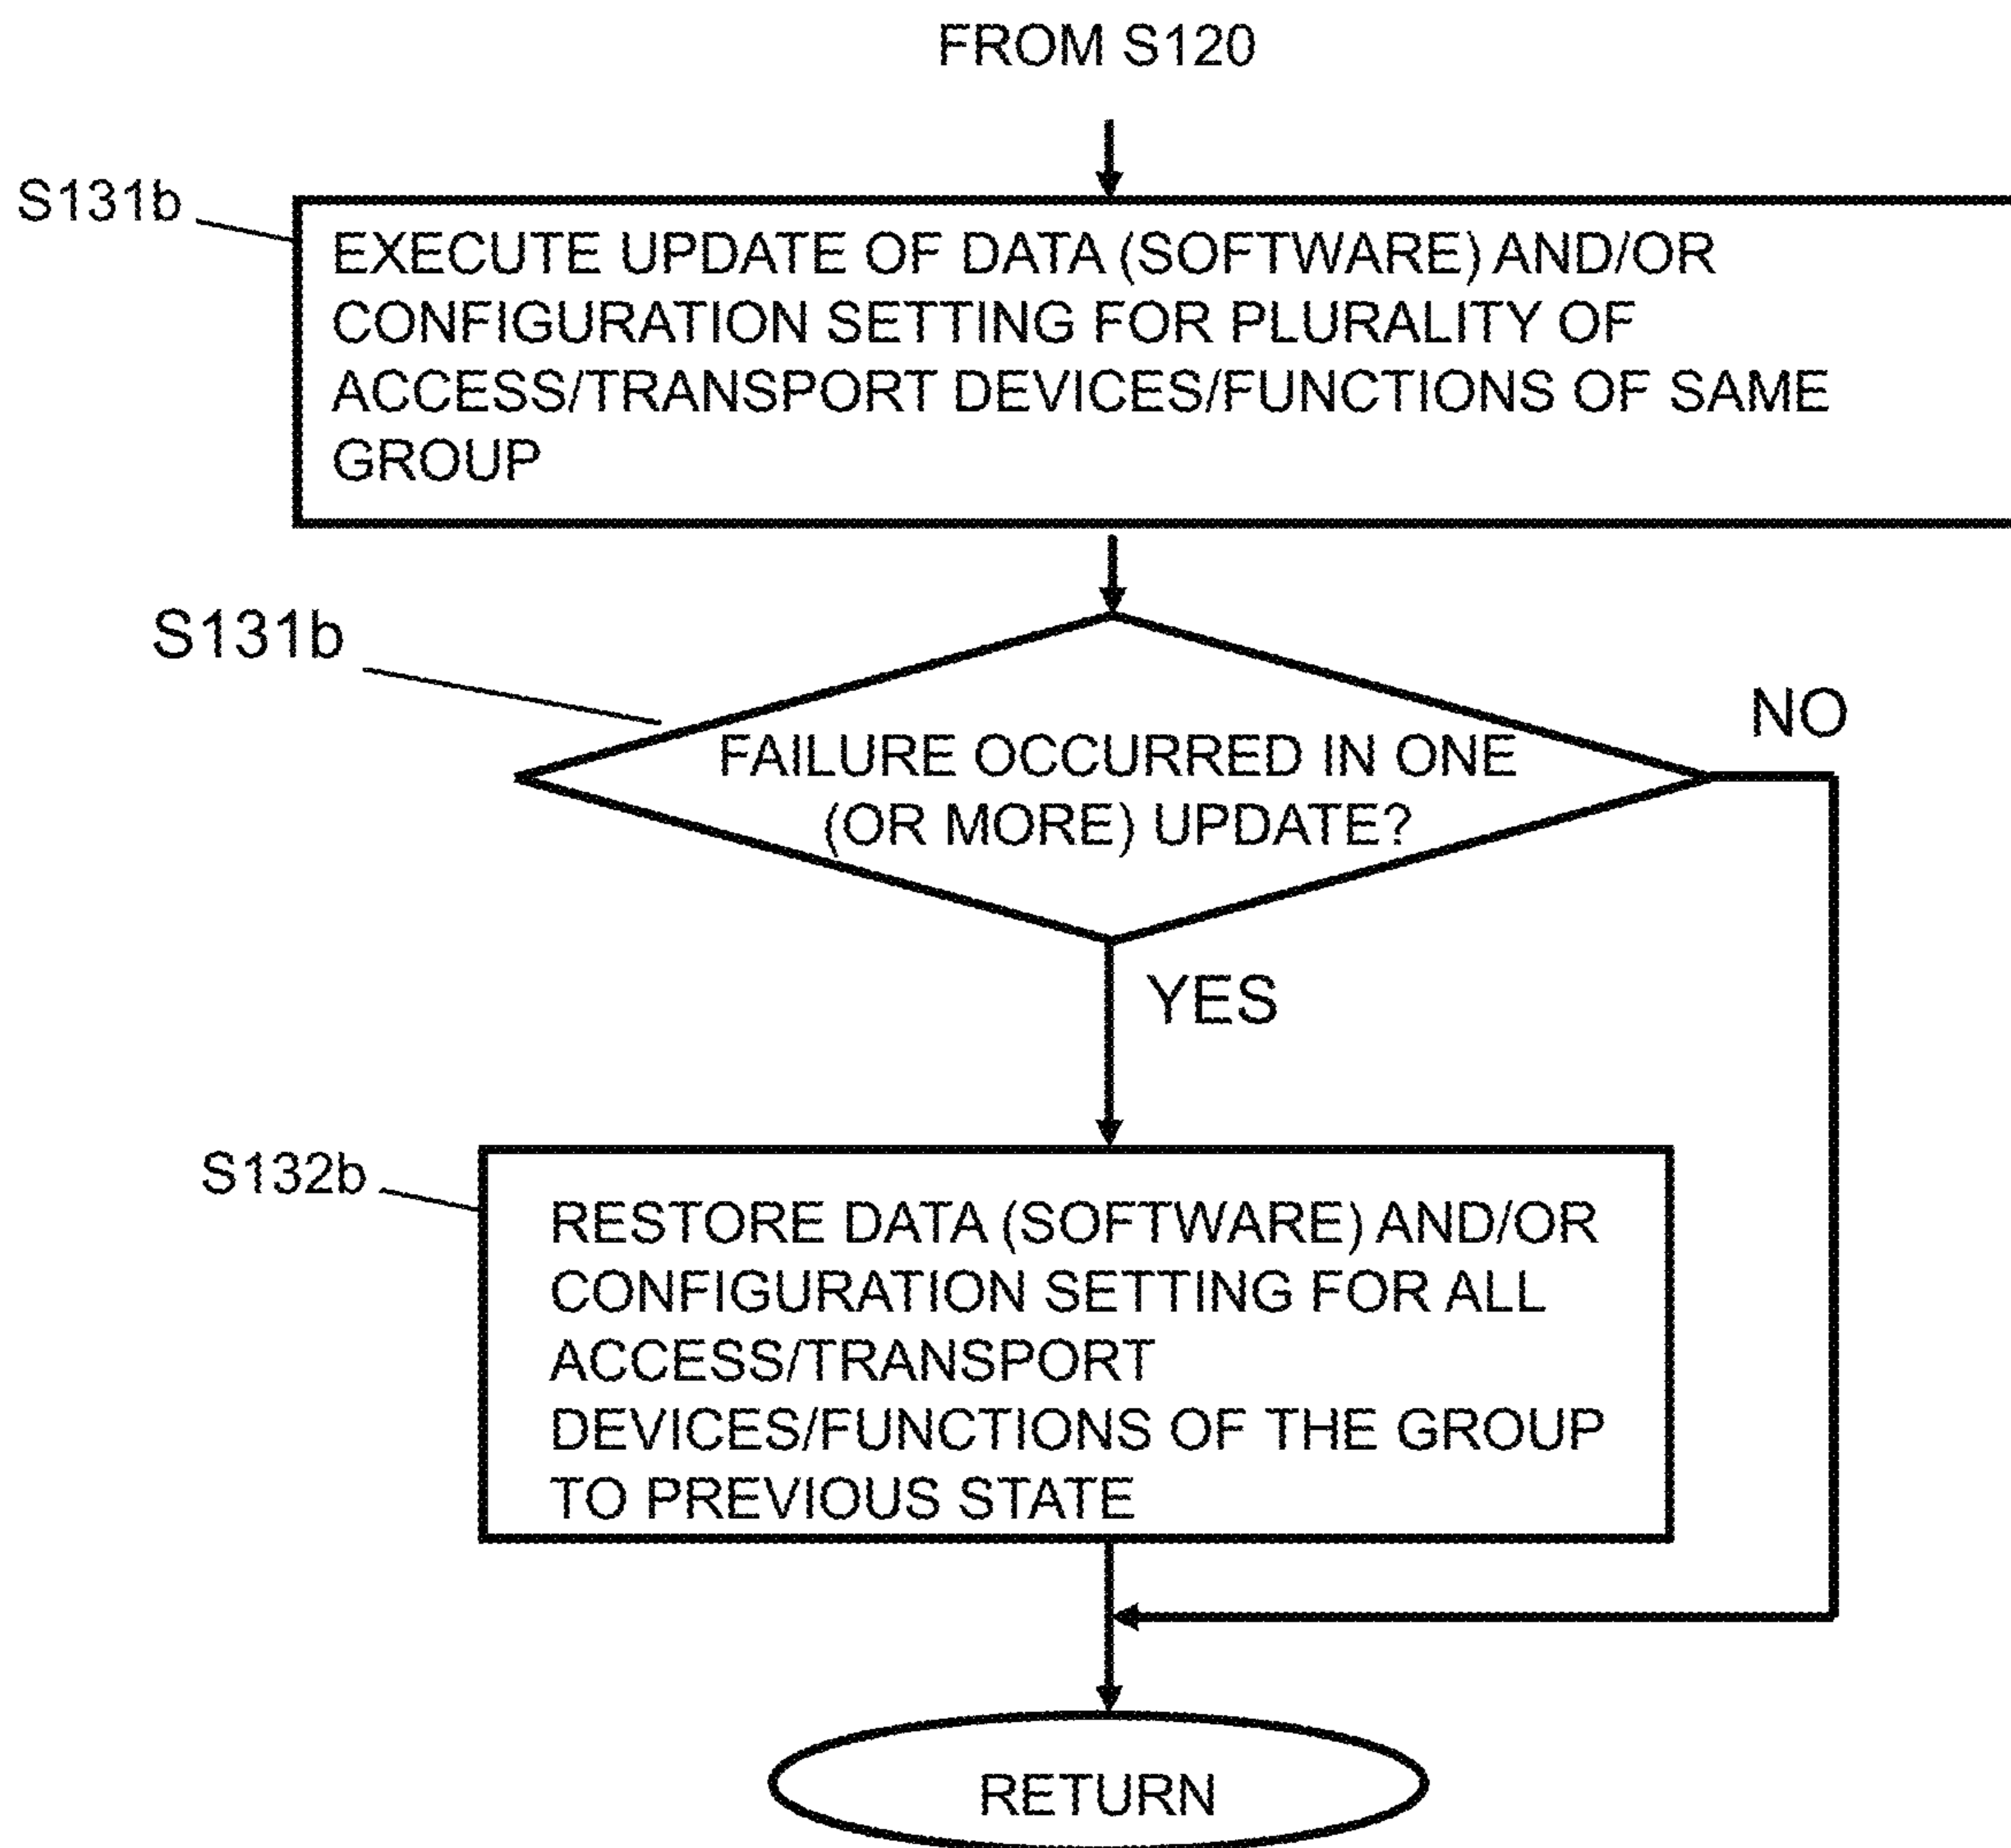 FROM S120
S131b
EXECUTE UPDATE OF DATA (SOFTWARE) AND/OR
CONFIGURATION SETTING FOR PLURALITY OF
ACCESS/TRANSPORT DEVICES/FUNCTIONS OF SAME
GROUP
S131b
FAILURE OCCURRED IN ONE
(OR MORE) UPDATE?
NO
YES
S132b
RESTORE DATA (SOFTWARE) AND/OR
CONFIGURATION SETTING FOR ALL
ACCESS/TRANSPORT
DEVICES/FUNCTIONS OF THE GROUP
TO PREVIOUS STATE
RETURN